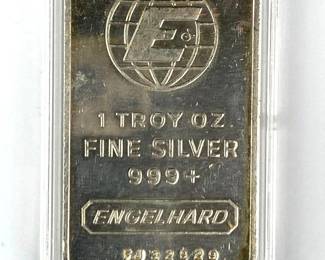 E
1 TROY OZ
FINE SILVER
999+
ENGELHARD